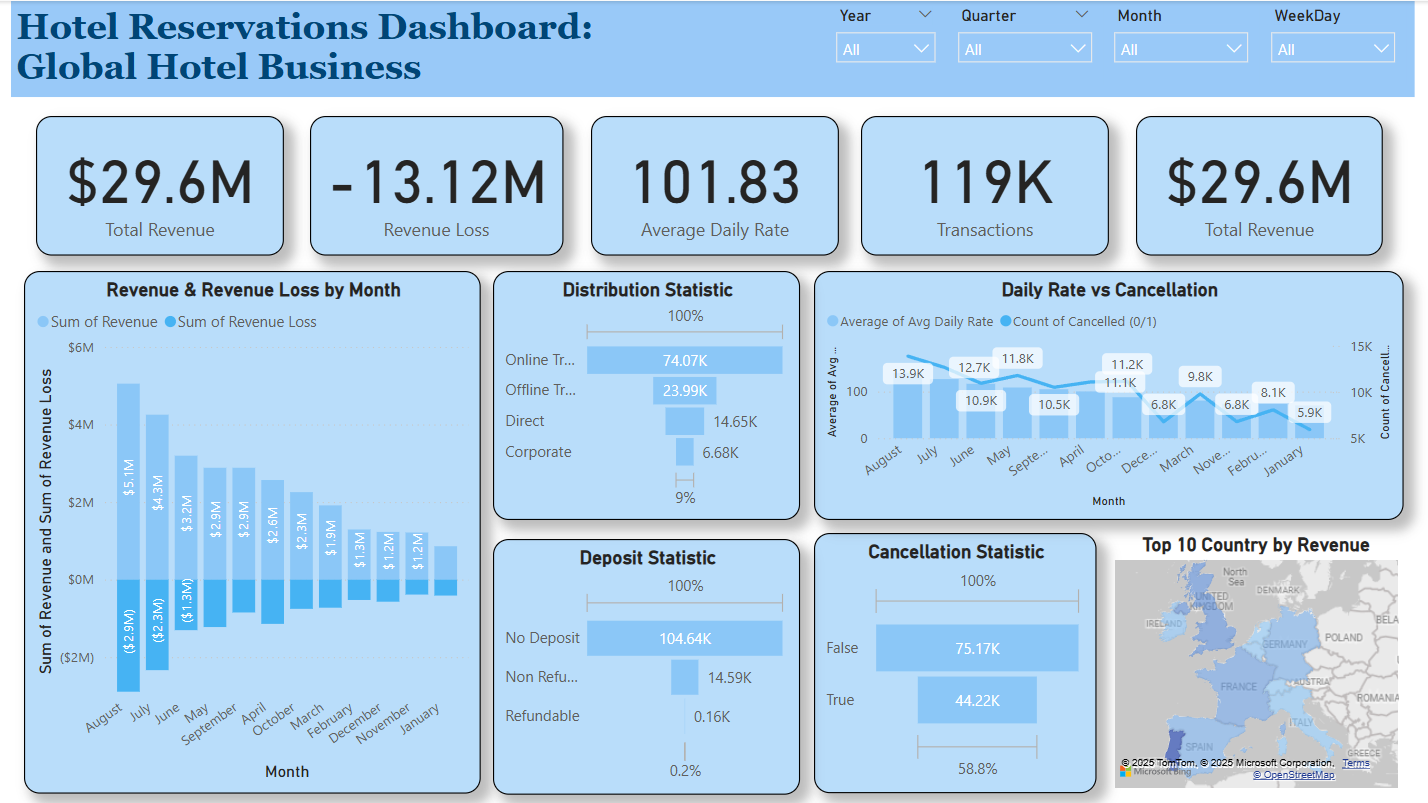 Hotel Reservations Dashboard:
Global Hotel Business
Year
Quarter
Month
WeekDay
All
All
All
All
$29.6M
Total Revenue
-13.12M
Revenue Loss
101.83
Average Daily Rate
119K
Transactions
$29.6M
Total Revenue
Revenue & Revenue Loss by Month
Sum of Revenue
Sum of Revenue Loss
Sum of Revenue and Sum of Revenue Loss
$6M
$4M
$2M
$0M
($2M)
$5.1M
$4.3M
$3.2M
$2.9M
$2.9M
$2.6M
$2.3M
$1.9M
$1.3M
$1.2M
$1.2M
($2.9M)
($2.3M)
($1.3M)
August
July
June
May
September
April
October
March
February
December
November
January
Month
Distribution Statistic
100%
Online Tr...
74.07K
Offline Tr...
23.99K
Direct
14.65K
Corporate
6.68K
9%
Daily Rate vs Cancellation
Average of Avg Daily Rate
Count of Cancelled (0/1)
Average of Avg ...
100
0
15K
10K
5K
Count of Cancell...
13.9K
12.7K
10.9K
11.8K
10.5K
11.2K
11.1K
6.8K
9.8K
6.8K
8.1K
5.9K
August
July
June
May
Septe...
April
Octo...
Dece...
March
Nove...
Febru...
January
Month
Deposit Statistic
100%
No Deposit
104.64K
Non Refu...
14.59K
Refundable
0.16K
0.2%
Cancellation Statistic
100%
False
75.17K
True
44.22K
58.8%
Top 10 Country by Revenue
North
Sea
DENMARK
UNITED
KINGDOM
IRELAND
BELA
POLAND
GERMANY
FRANCE
AUSTRIA
ROMANIA
ITALY
SPAIN
GREECE
© 2025 TomTom, © 2025 Microsoft Corporation, Terms
Microsoft Bing
© OpenStreetMap